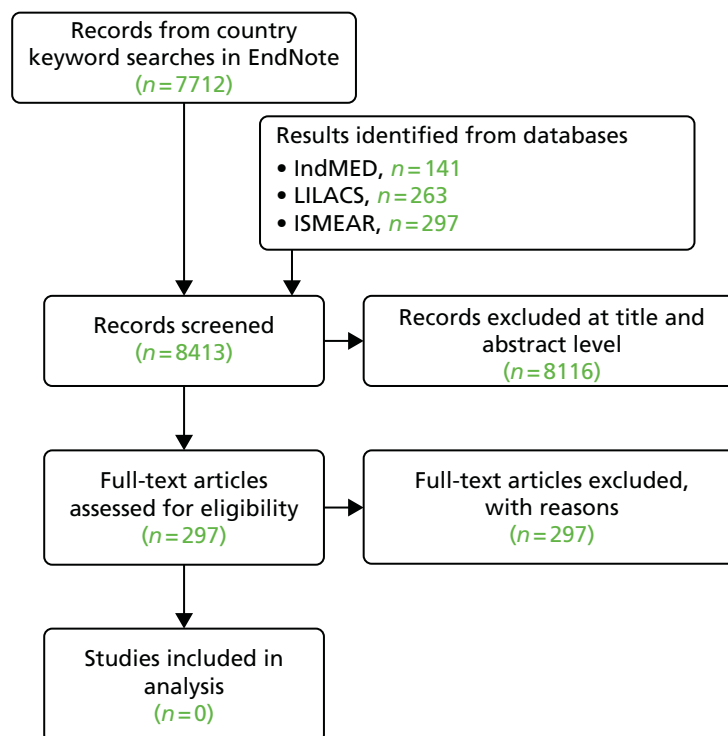 Records from country
keyword searches in EndNote
(n=7712)
Results identified from databases
• IndMED, n=141
• LILACS, n=263
• ISMEAR, n=297
Records screened
(n=8413)
Records excluded at title and
abstract level
(n=8116)
Full-text articles
assessed for eligibility
(n=297)
Full-text articles excluded,
with reasons
(n=297)
Studies included in
analysis
(n=0)